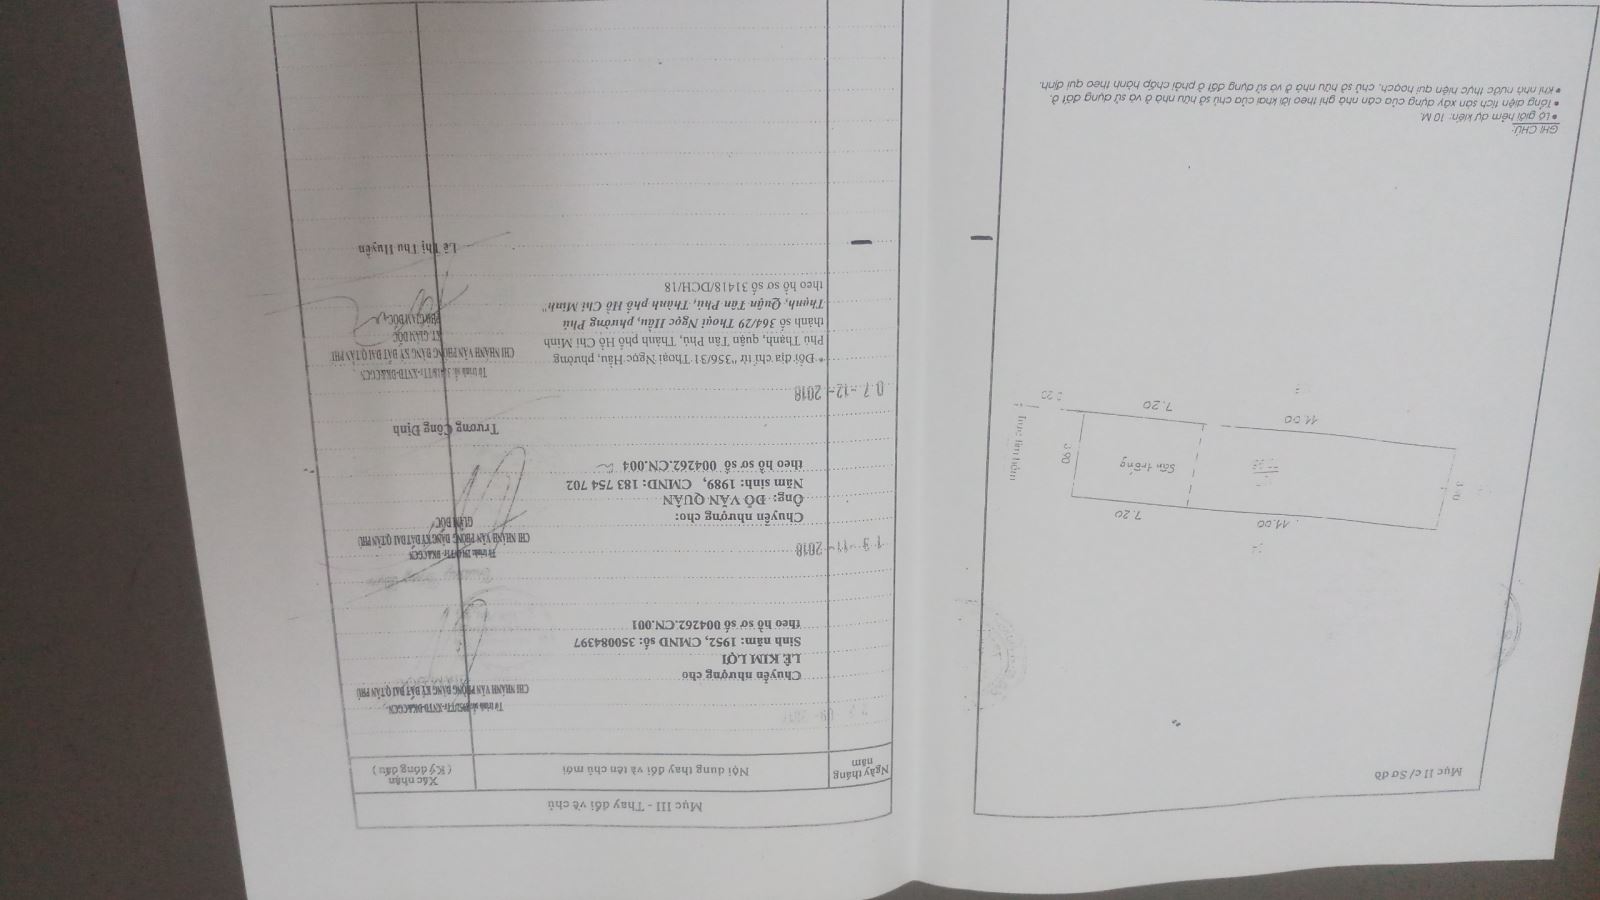 Mục II c/ Sơ đồ
11.00
7.20
3.90
Sân trống
3.90
11.00
7.20
GHI CHÚ:
• Lộ giới hẻm dự kiến: 10 M.
• Tổng diện tích sàn xây dựng của căn nhà ghi theo lời khai của chủ sở hữu nhà ở và sử dụng đất ở.
• Khi nhà nước thực hiện qui hoạch, chủ sở hữu nhà ở và sử dụng đất ở phải chấp hành theo qui định.
Mục III - Thay đổi về chủ
Ngày tháng năm
Nội dung thay đổi và tên chủ mới
Xác nhận
( Ký đóng dấu )
Chuyển nhượng cho
LÊ KIM LỢI
Sinh năm: 1952, CMND số: 350084397
theo hồ sơ số 004262.CN.001
CHI NHÁNH VĂN PHÒNG ĐĂNG KÝ ĐẤT ĐAI Q.TÂN PHÚ
13-11-2018
Chuyển nhượng cho:
Ông: ĐỖ VĂN QUÂN
Năm sinh: 1989, CMND: 183 754 702
theo hồ sơ số 004262.CN.004
CHI NHÁNH VĂN PHÒNG ĐĂNG KÝ ĐẤT ĐAI QUẬN TÂN PHÚ
GIÁM ĐỐC
Trương Công Định
07-12-2018
* Đổi địa chỉ từ "356/31 Thoại Ngọc Hầu, phường
Phú Thạnh, quận Tân Phú, Thành phố Hồ Chí Minh
thành số 364/29 Thoại Ngọc Hầu, phường Phú
Thạnh, Quận Tân Phú, Thành phố Hồ Chí Minh"
theo hồ sơ số 31418/DCH/18
CHI NHÁNH VĂN PHÒNG ĐĂNG KÝ ĐẤT ĐAI Q.TÂN PHÚ
KT. GIÁM ĐỐC
PHÓ GIÁM ĐỐC
Lê Thị Thu Huyền